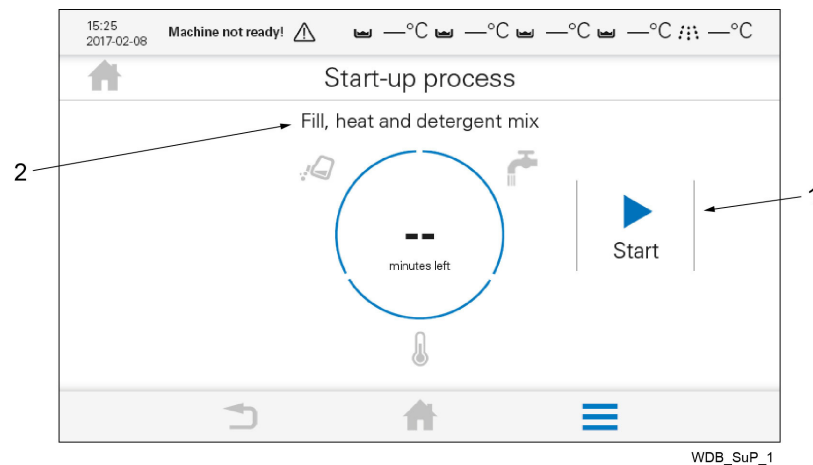 15:25
2017-02-08
Machine not ready! —°C —°C —°C —°C —°C
Start-up process
Fill, heat and detergent mix
2
1
--
minutes left
Start
WDB_SuP_1